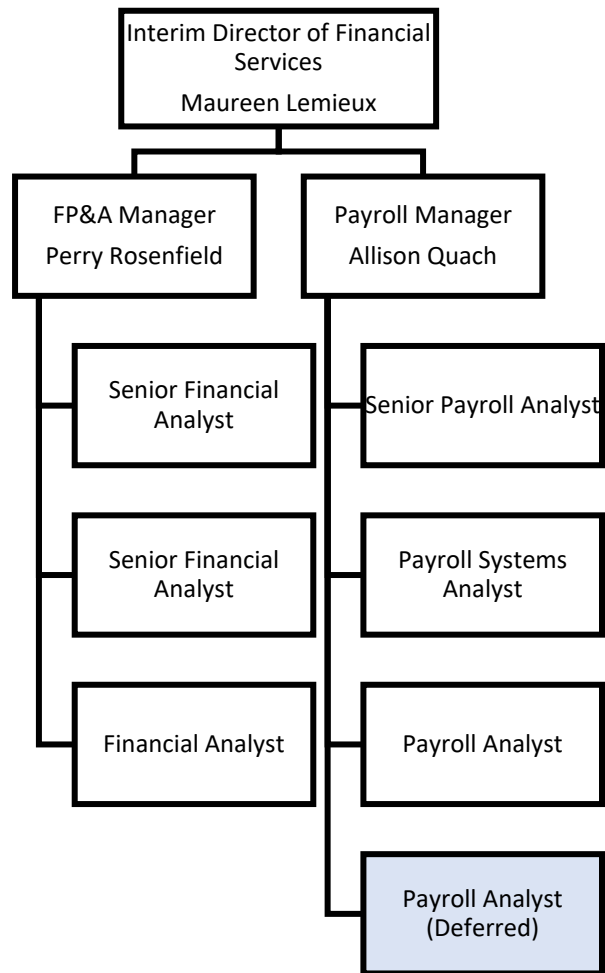 Interim Director of Financial
Services
Maureen Lemieux
FP&A Manager
Perry Rosenfield
Payroll Manager
Allison Quach
Senior Financial
Analyst
Senior Payroll Analyst
Senior Financial
Analyst
Payroll Systems
Analyst
Financial Analyst
Payroll Analyst
Payroll Analyst
(Deferred)